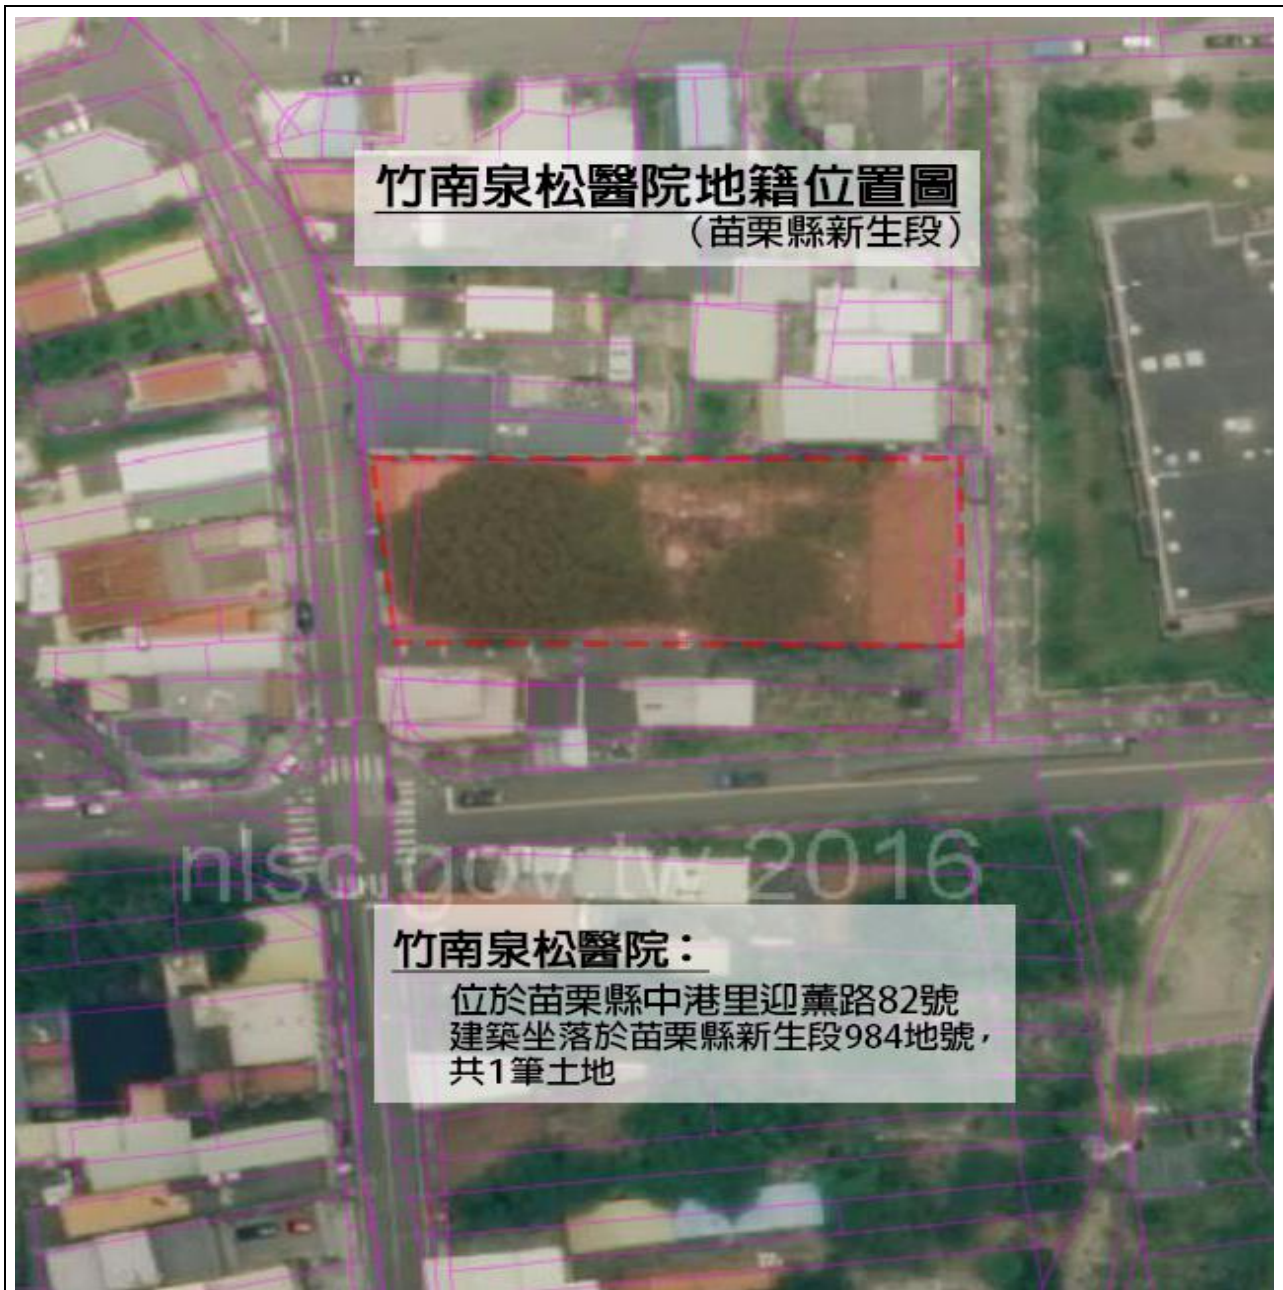 竹南泉松醫院地籍位置圖
（苗栗縣新生段）
nlsc.gov.tw 2016
竹南泉松醫院：
位於苗栗縣中港里迎薰路82號
建築坐落於苗栗縣新生段984地號，
共1筆土地